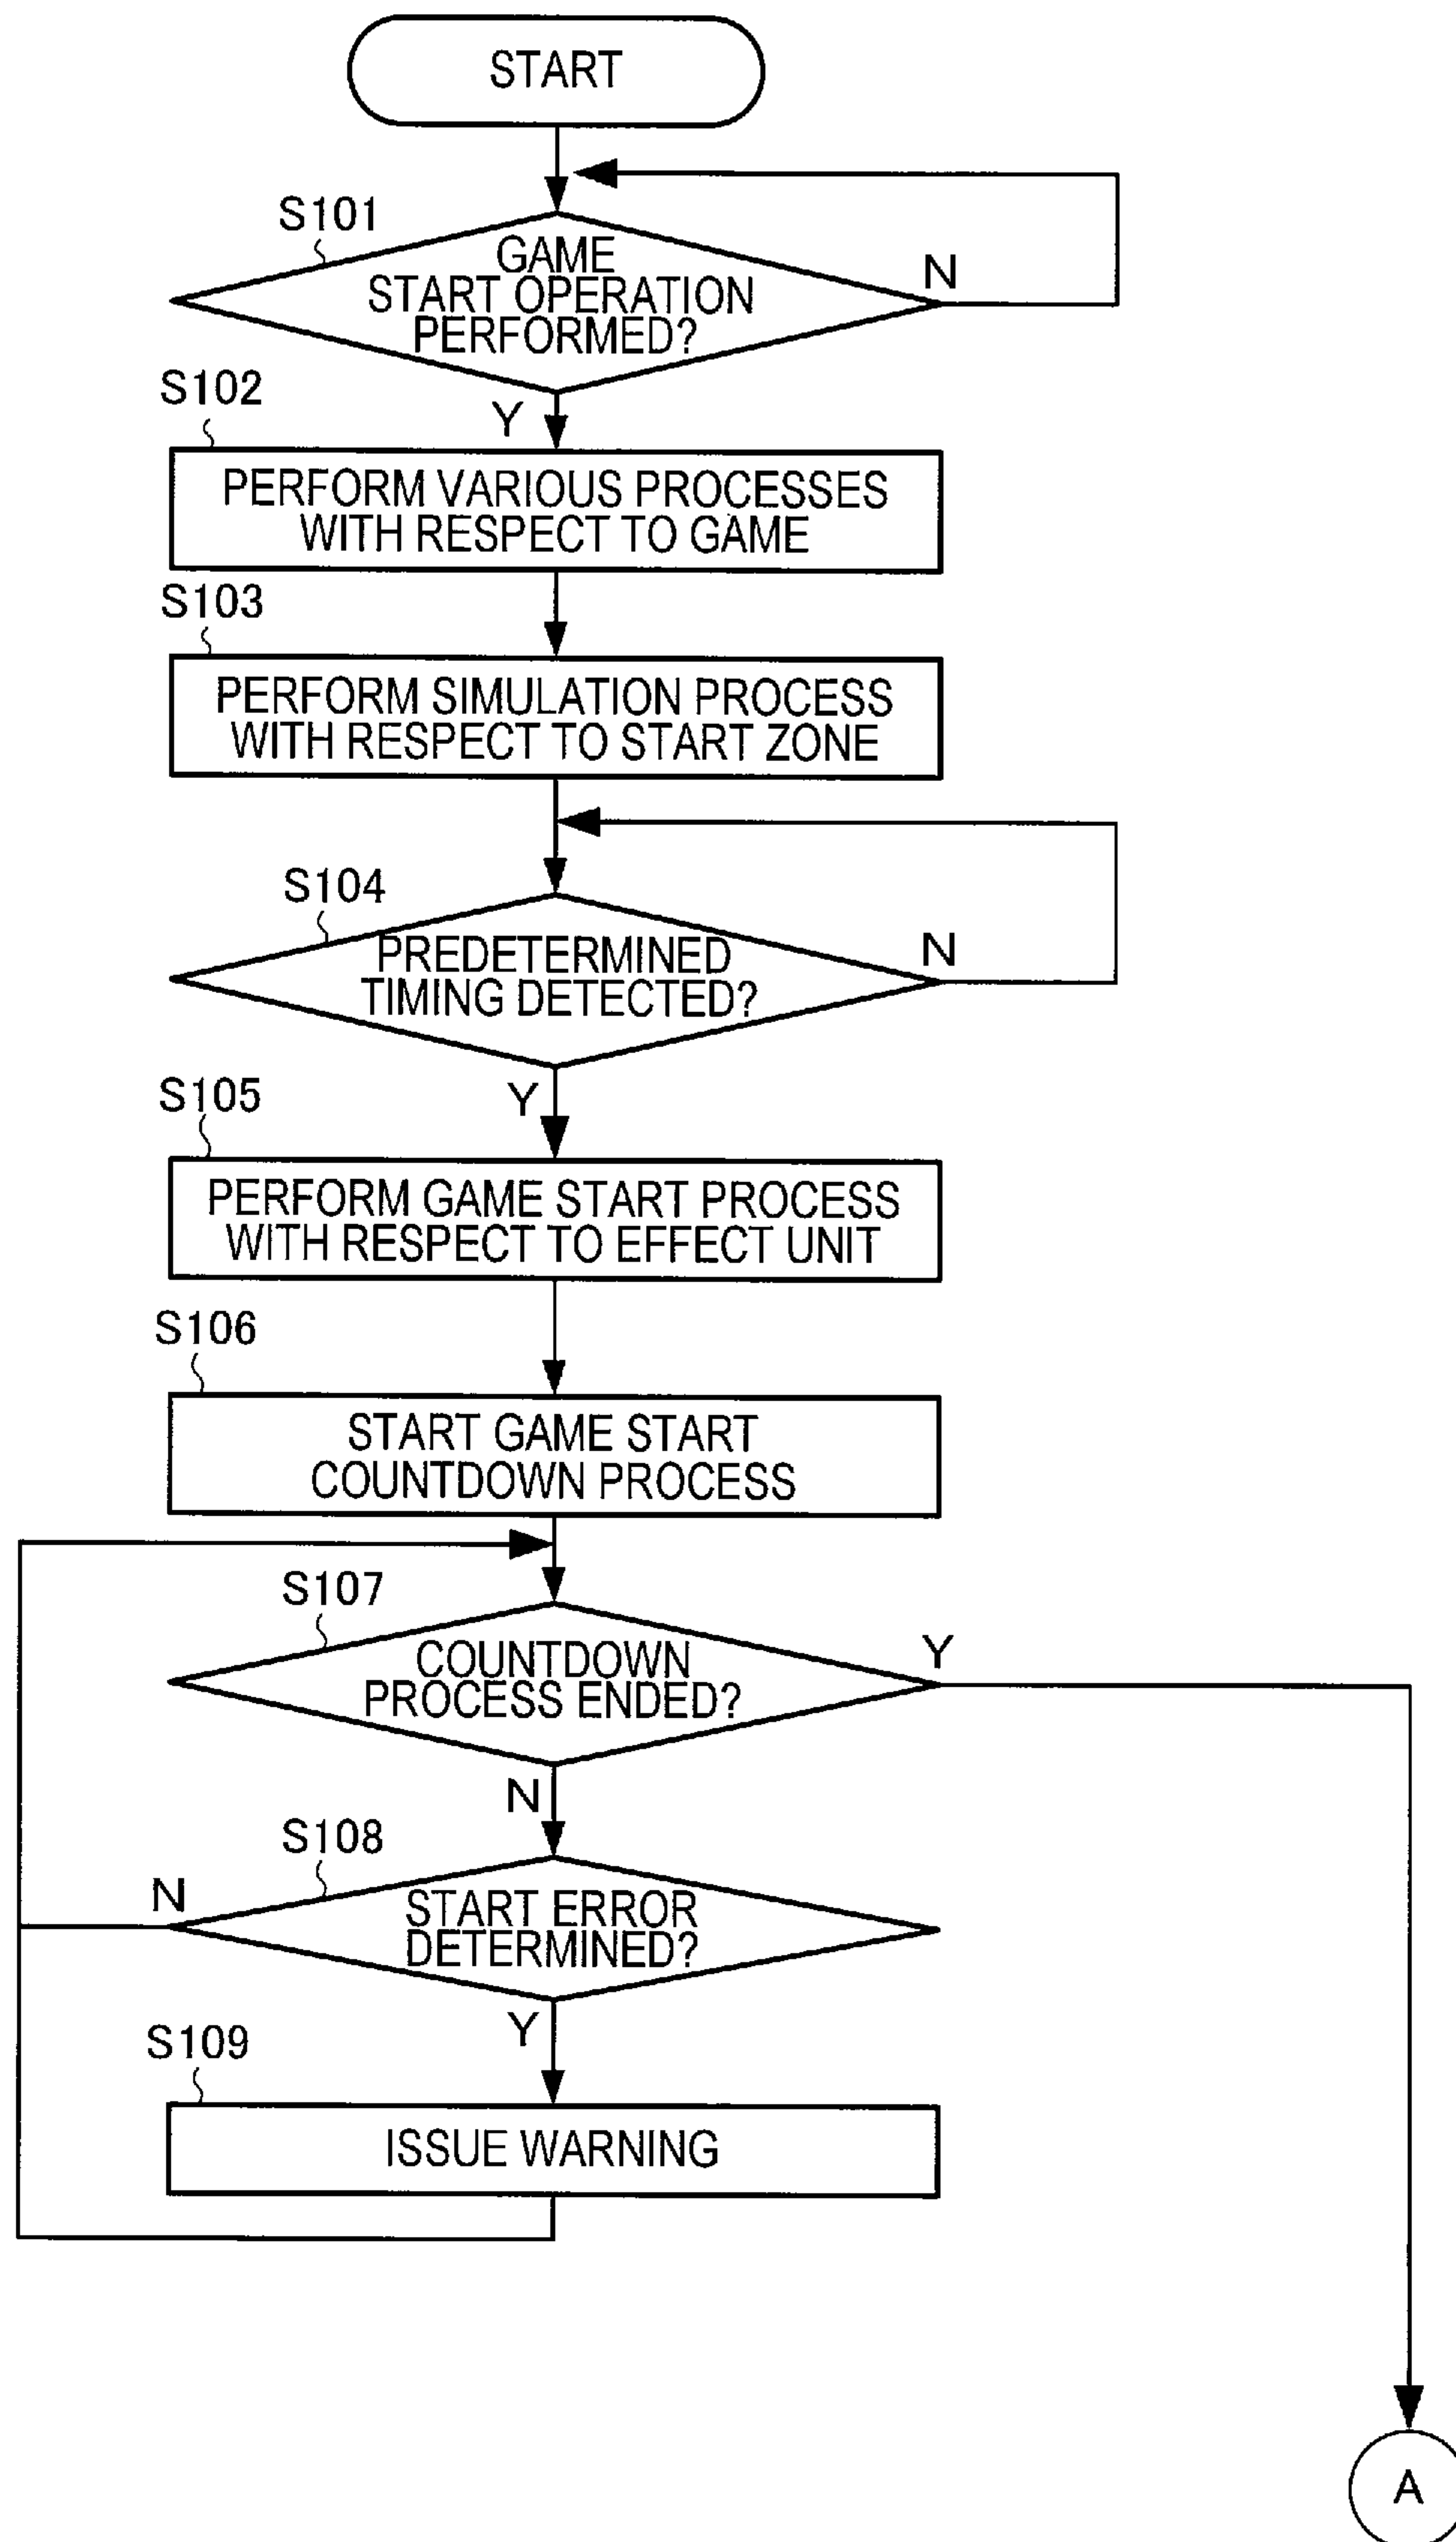 START
S101
GAME
START OPERATION
PERFORMED?
N
Y
S102
PERFORM VARIOUS PROCESSES
WITH RESPECT TO GAME
S103
PERFORM SIMULATION PROCESS
WITH RESPECT TO START ZONE
S104
PREDETERMINED
TIMING DETECTED?
N
Y
S105
PERFORM GAME START PROCESS
WITH RESPECT TO EFFECT UNIT
S106
START GAME START
COUNTDOWN PROCESS
S107
COUNTDOWN
PROCESS ENDED?
Y
N
S108
N
START ERROR
DETERMINED?
Y
S109
ISSUE WARNING
A